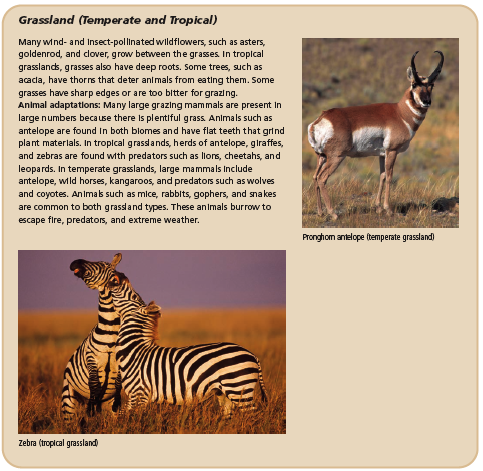 Grassland (Temperate and Tropical)
Many wind- and insect-pollinated wildflowers, such as asters,
goldenrod, and clover, grow between the grasses. In tropical
grasslands, grasses also have deep roots. Some trees, such as
acacia, have thorns that deter animals from eating them. Some
grasses have sharp edges or are too bitter for grazing.
Animal adaptations: Many large grazing mammals are present in
large numbers because there is plentiful grass. Animals such as
antelope are found in both biomes and have flat teeth that grind
plant materials. In tropical grasslands, herds of antelope, giraffes,
and zebras are found with predators such as lions, cheetahs, and
leopards. In temperate grasslands, large mammals include
antelope, wild horses, kangaroos, and predators such as wolves
and coyotes. Animals such as mice, rabbits, gophers, and snakes
are common to both grassland types. These animals burrow to
escape fire, predators, and extreme weather.
Pronghorn antelope (temperate grassland)
Zebra (tropical grassland)